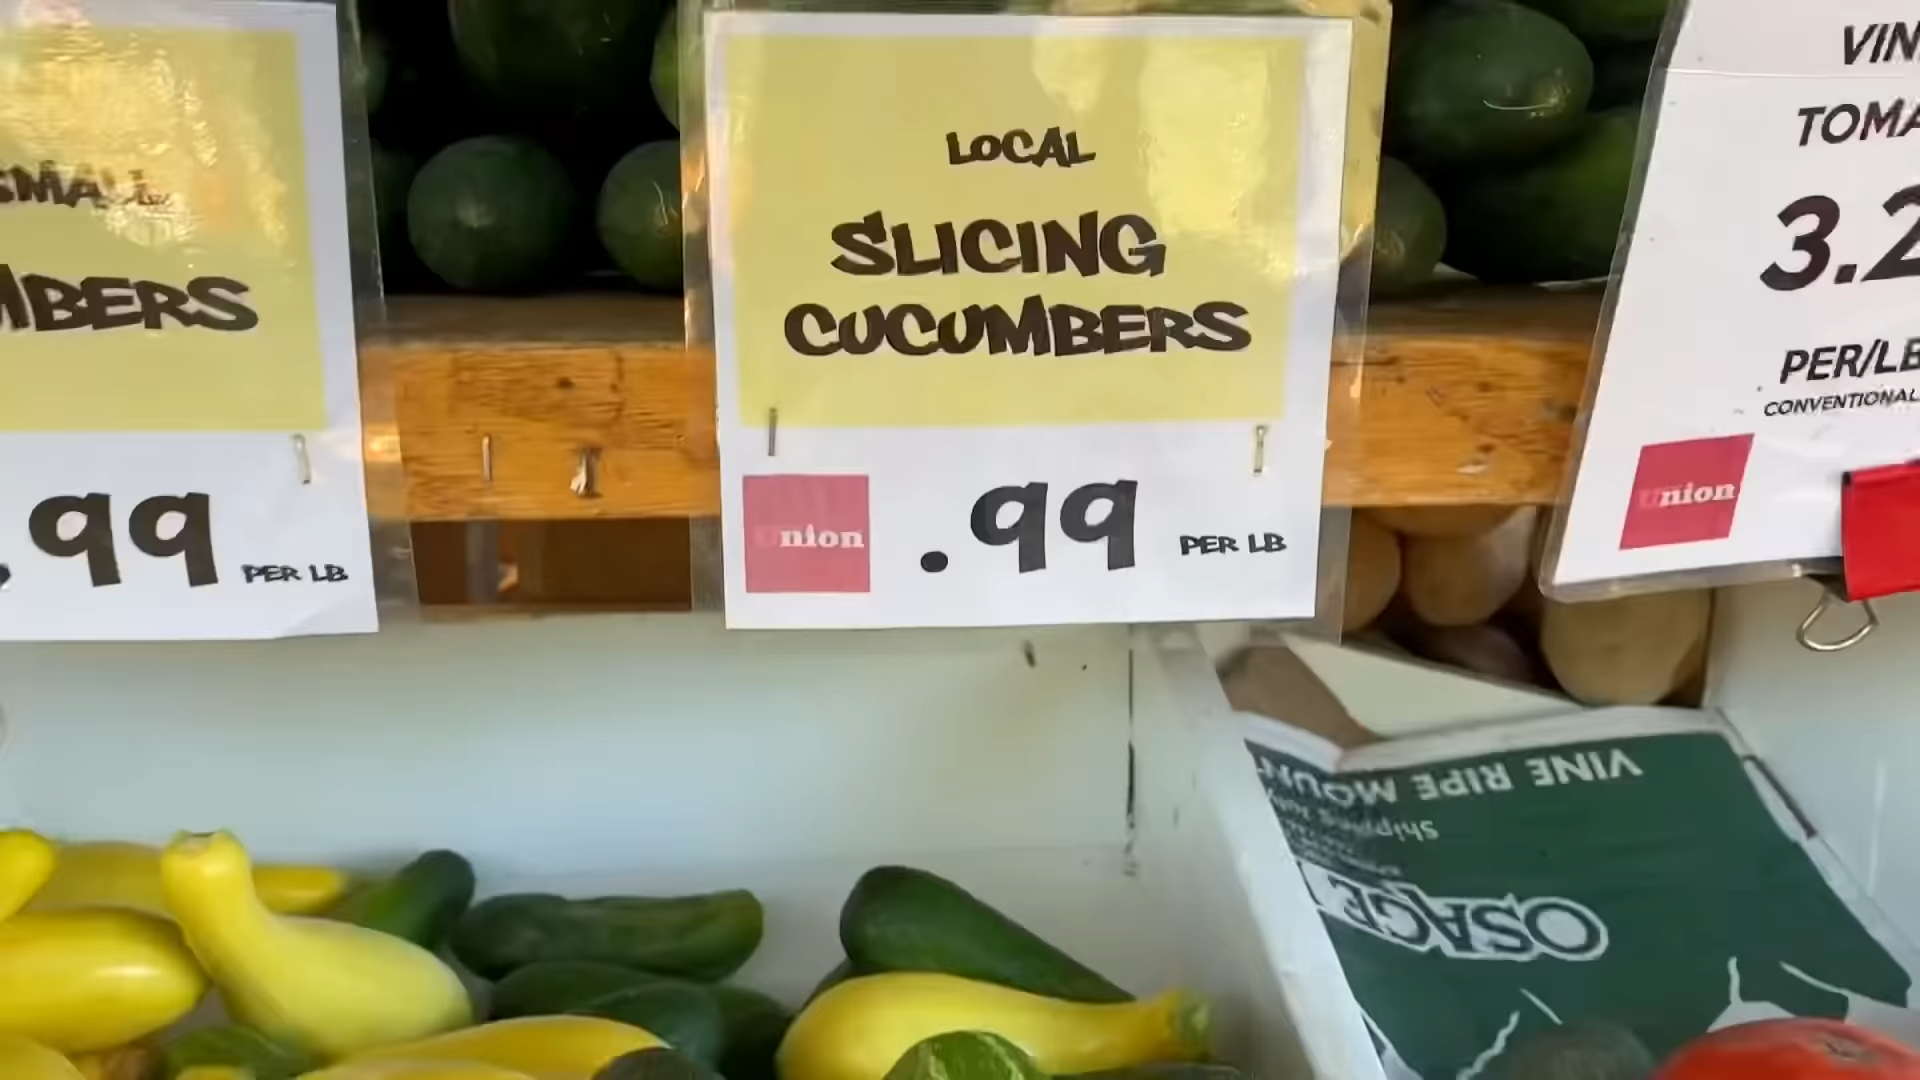 SMALL
MBERS
.99 PER LB
LOCAL
SLICING
CUCUMBERS
Union
.99 PER LB
VIN
TOMA
3.2
PER/LB
CONVENTIONAL
Union
VINE RIPE MOUN
Shipping
OSAGE